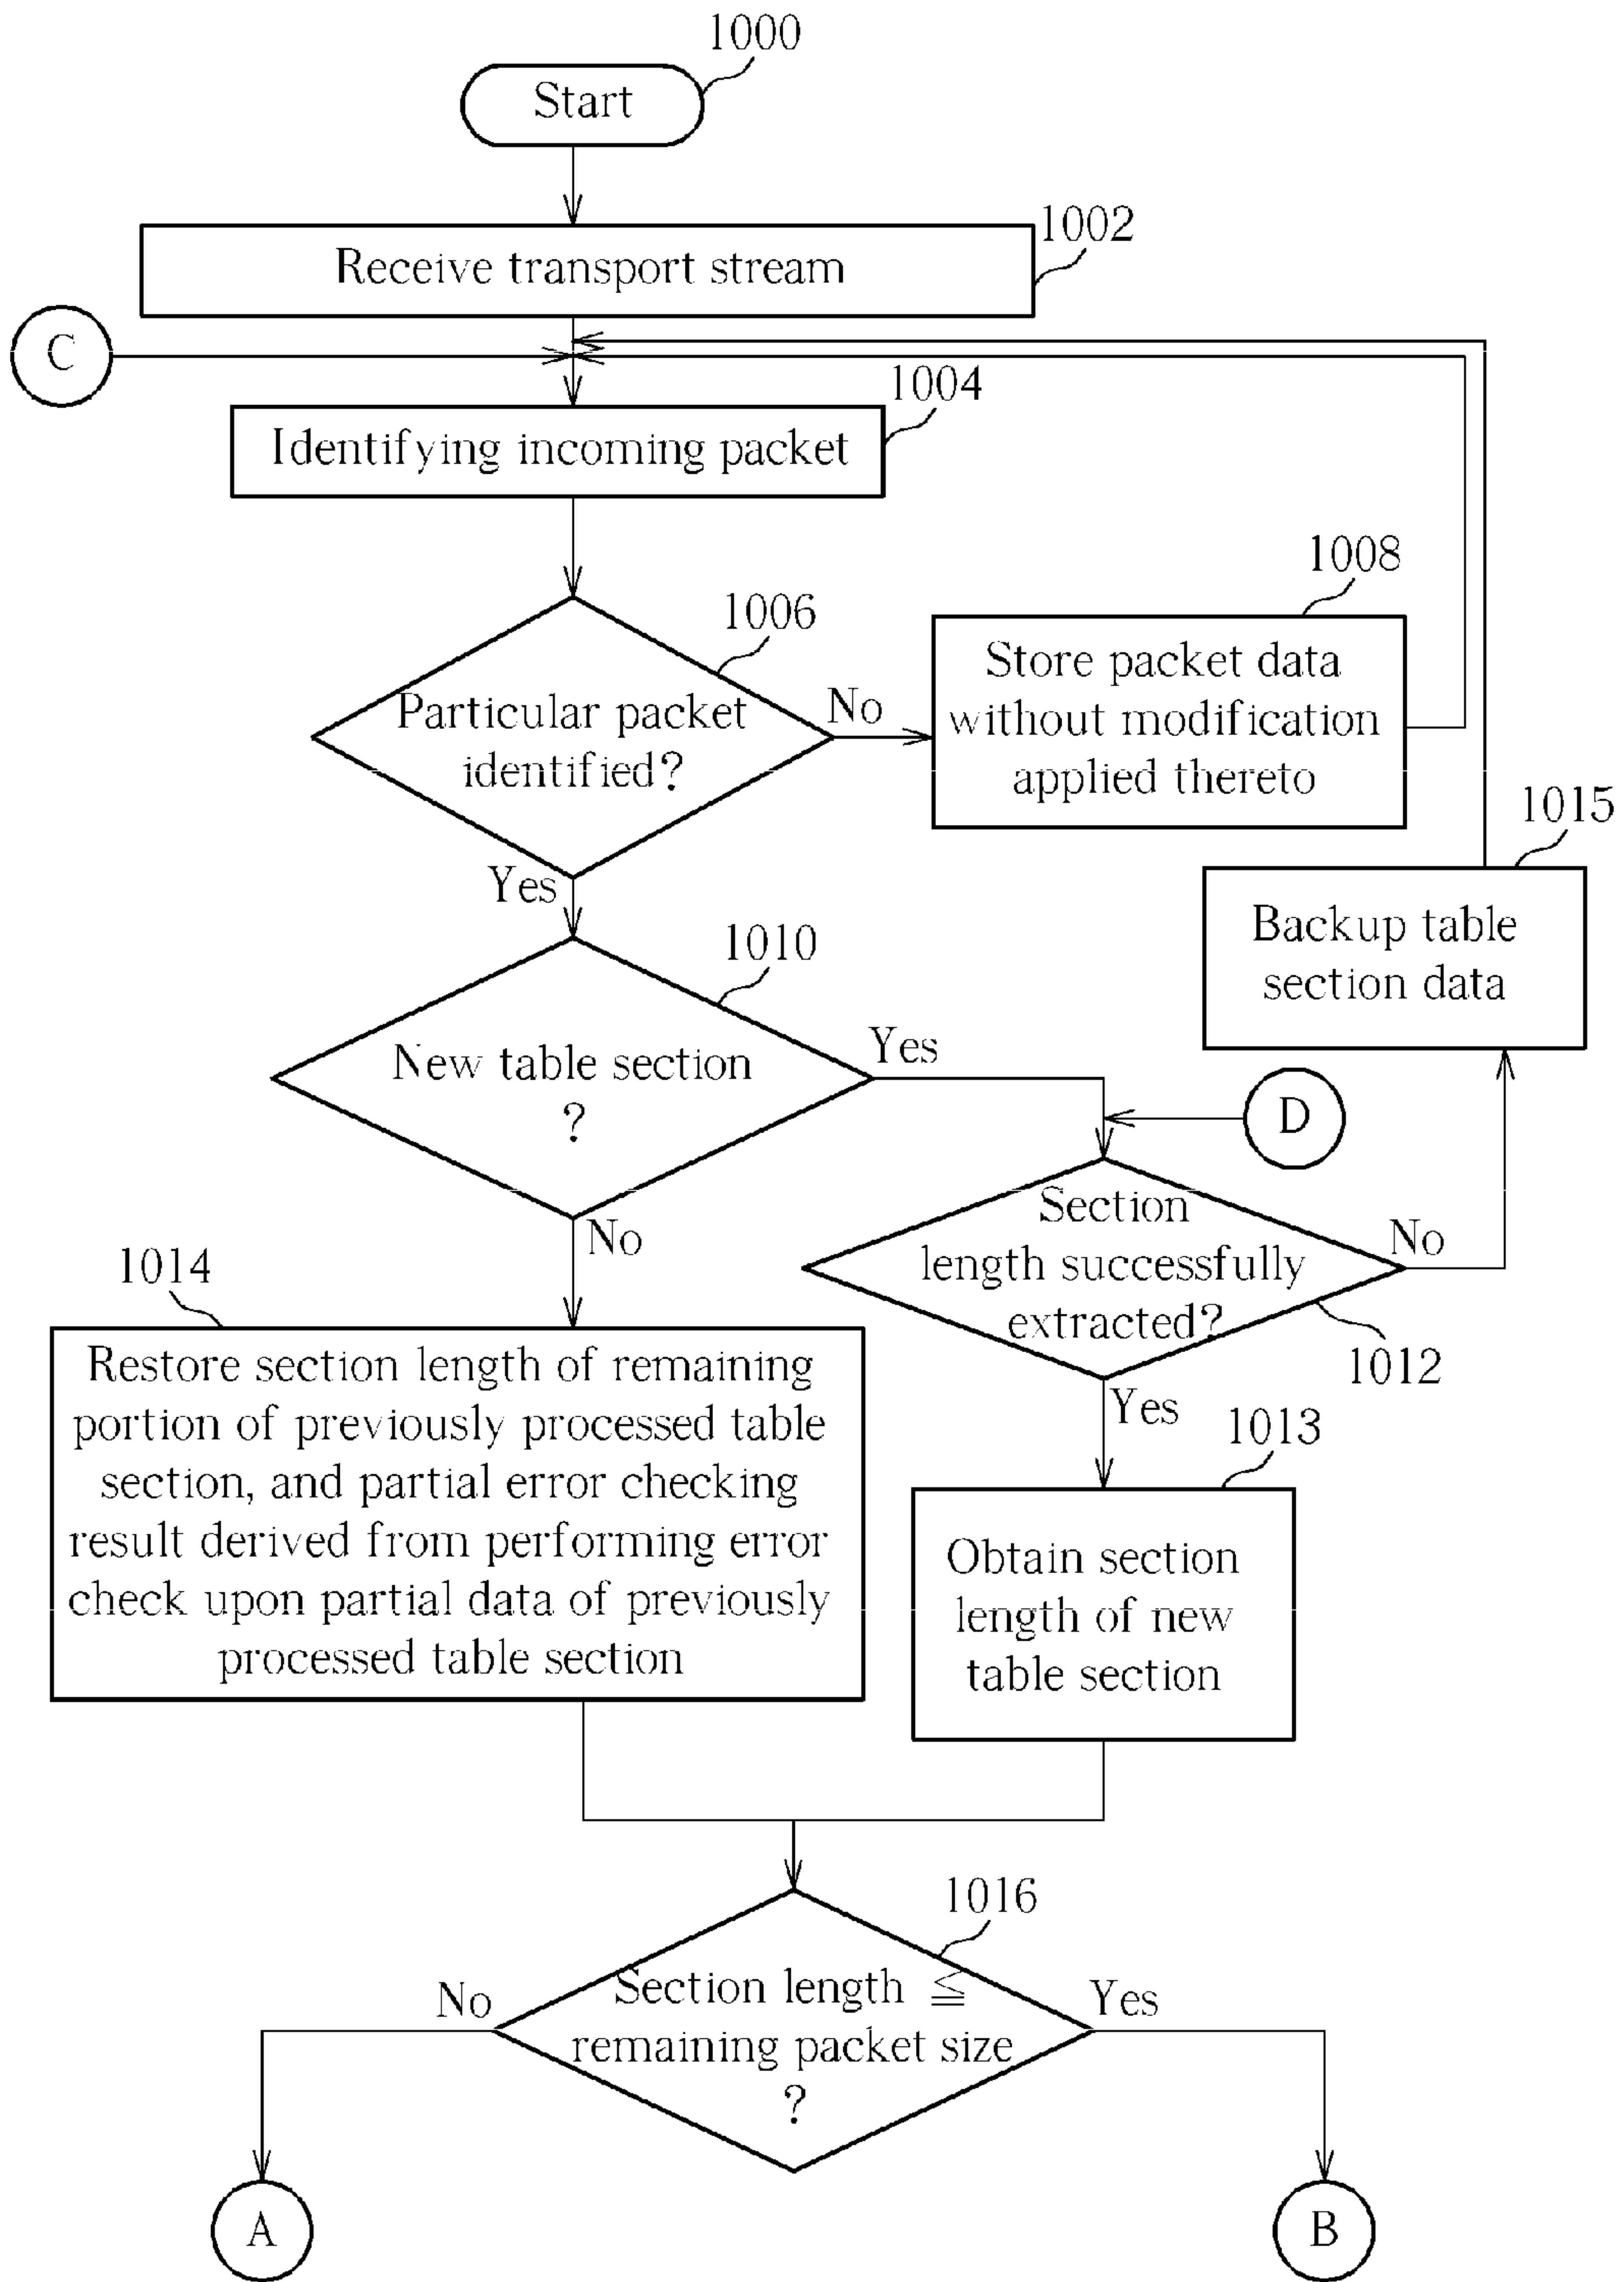 1000
Start
1002
Receive transport stream
C
1004
Identifying incoming packet
1008
1006
Store packet data
without modification
applied thereto
No
Particular packet
identified?
1015
Yes
Backup table
section data
1010
Yes
New table section
?
D
No
Section
length successfully
extracted?
No
1012
1014
Yes
Restore section length of remaining
portion of previously processed table
section, and partial error checking
result derived from performing error
check upon partial data of previously
processed table section
1013
Obtain section
length of new
table section
1016
No
Section length ≦
remaining packet size
?
Yes
A
B